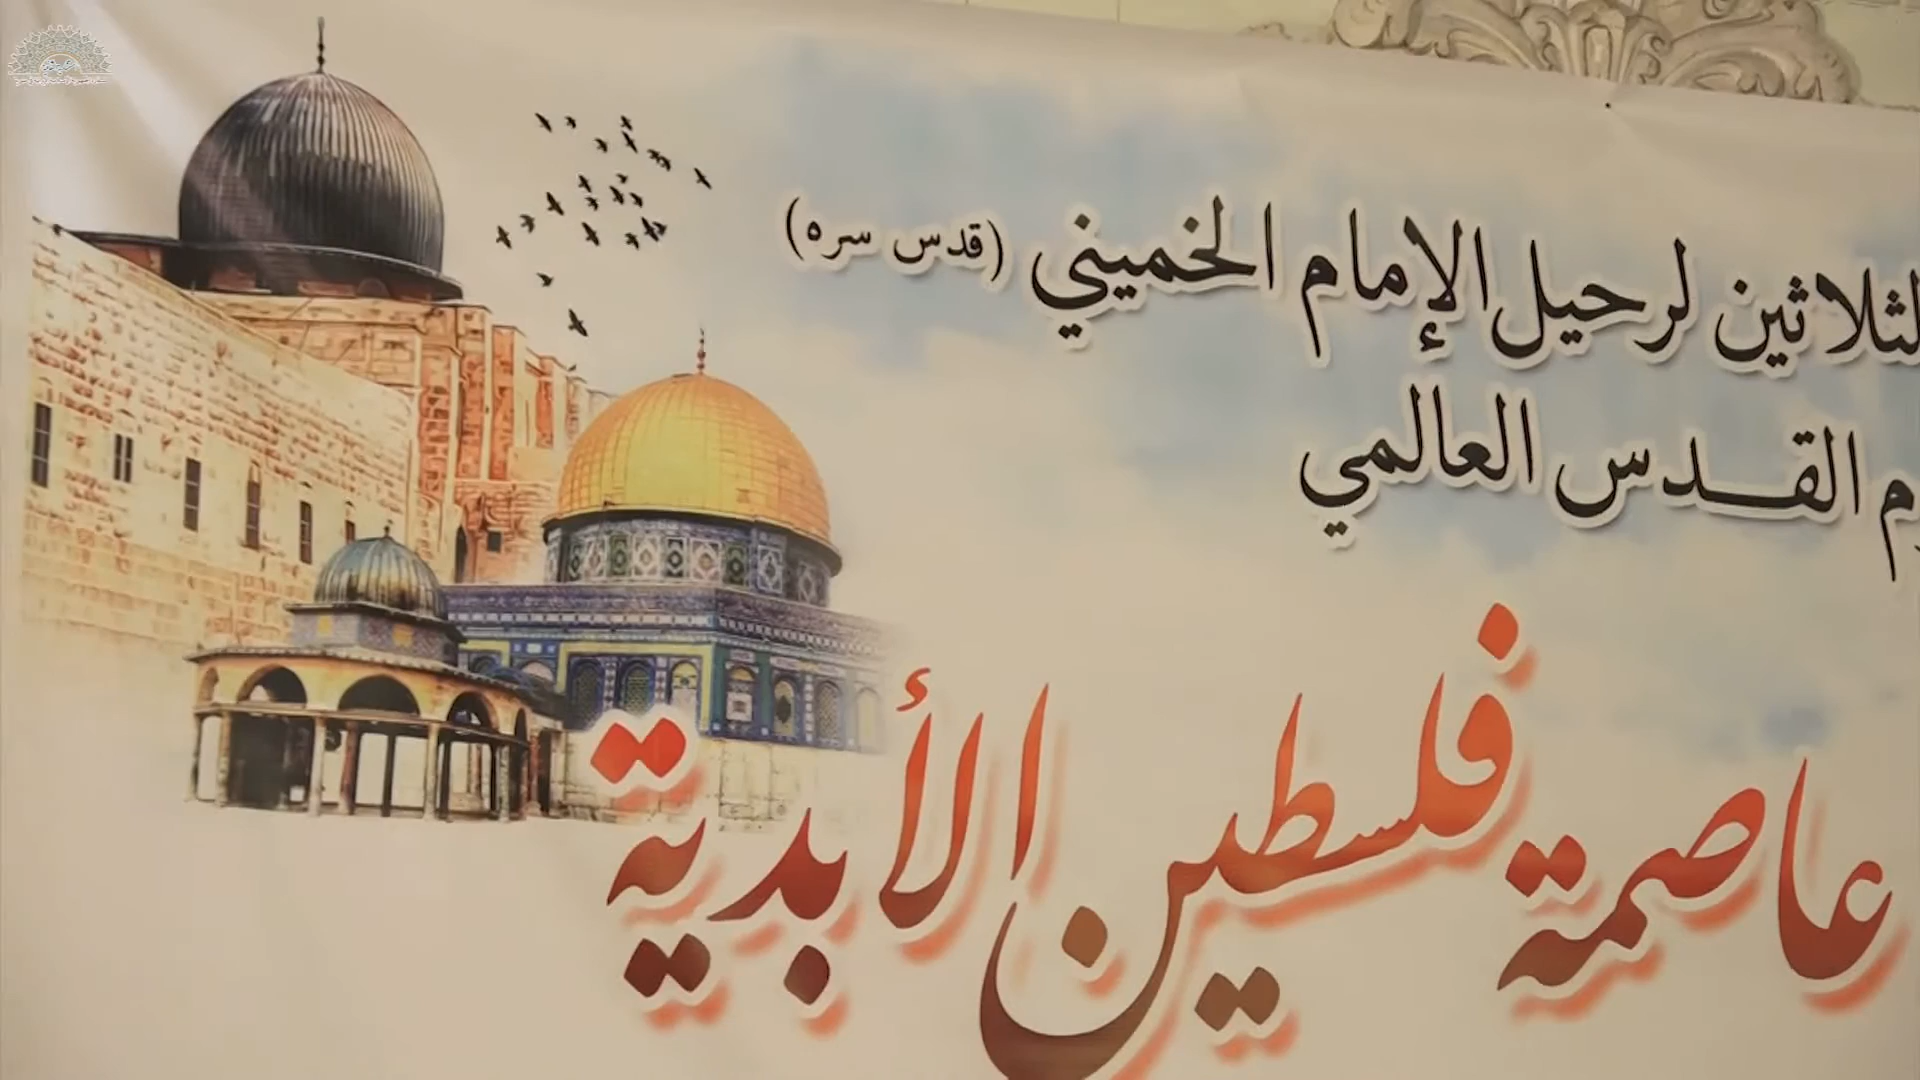 الثلاثين لرحيل الإمام الخميني (قدس سره)
القدس العالمي
عاصمة فلسطين الأبدية